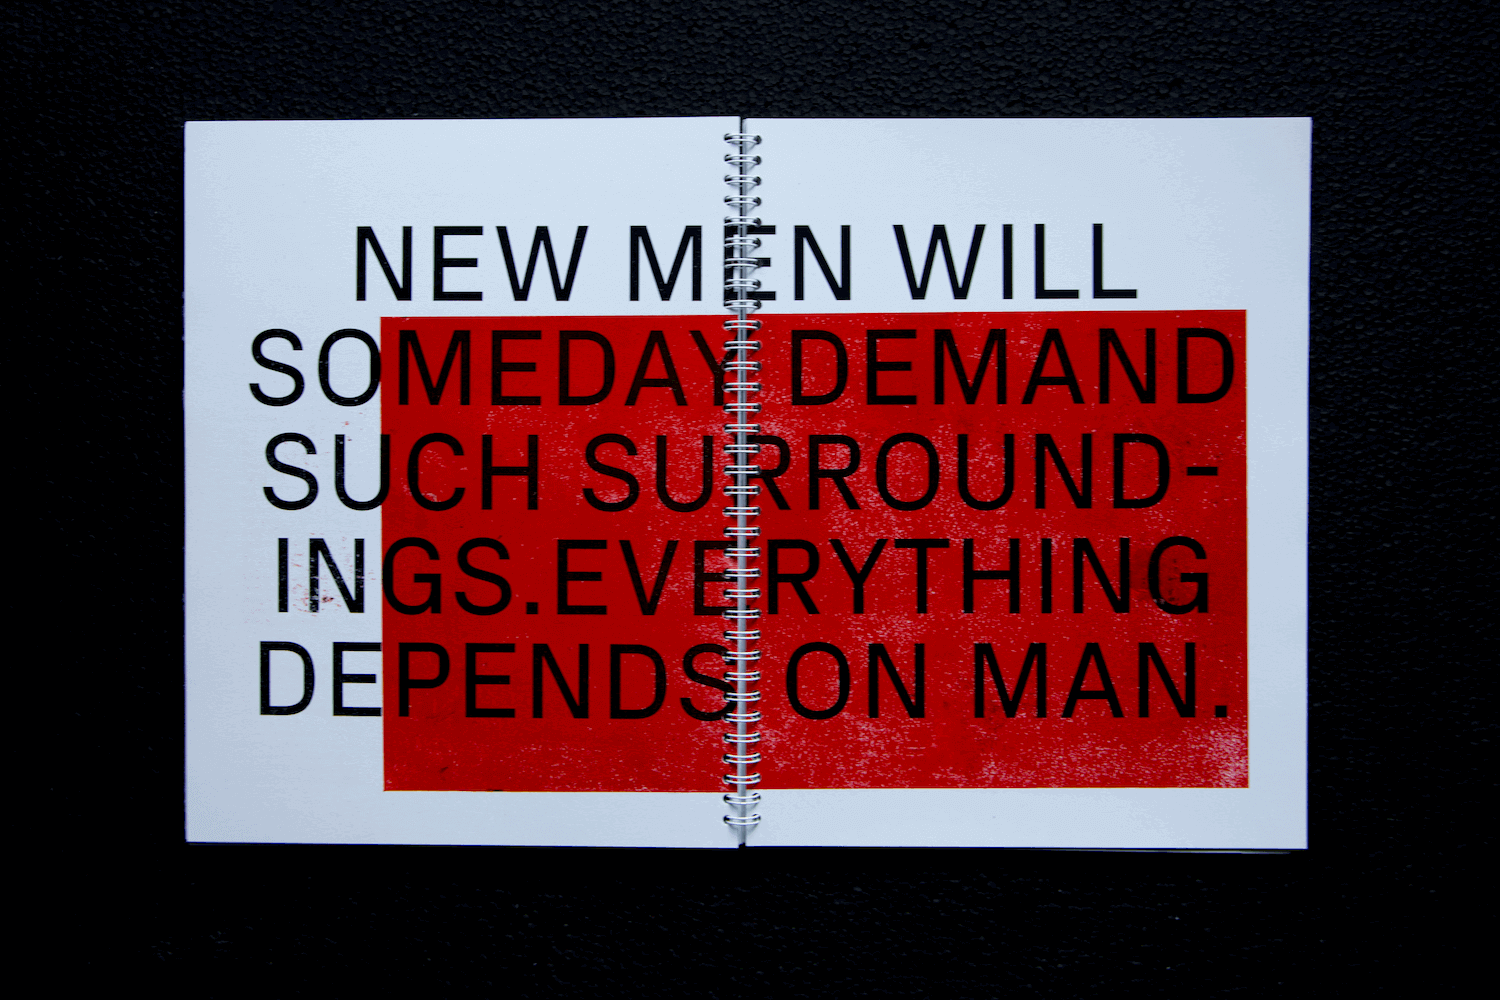 NEW MEN WILL
SOMEDAY DEMAND
SUCH SURROUND-
INGS.EVERYTHING
DEPENDS ON MAN.